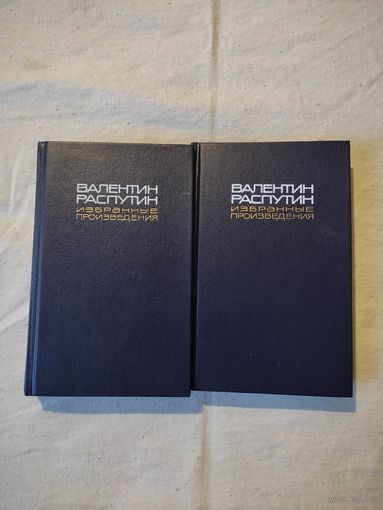 ВАЛЕНТИН
РАСПУТИН
ИЗБРАННЫЕ
ПРОИЗВЕДЕНИЯ
ВАЛЕНТИН
РАСПУТИН
ИЗБРАННЫЕ
ПРОИЗВЕДЕНИЯ